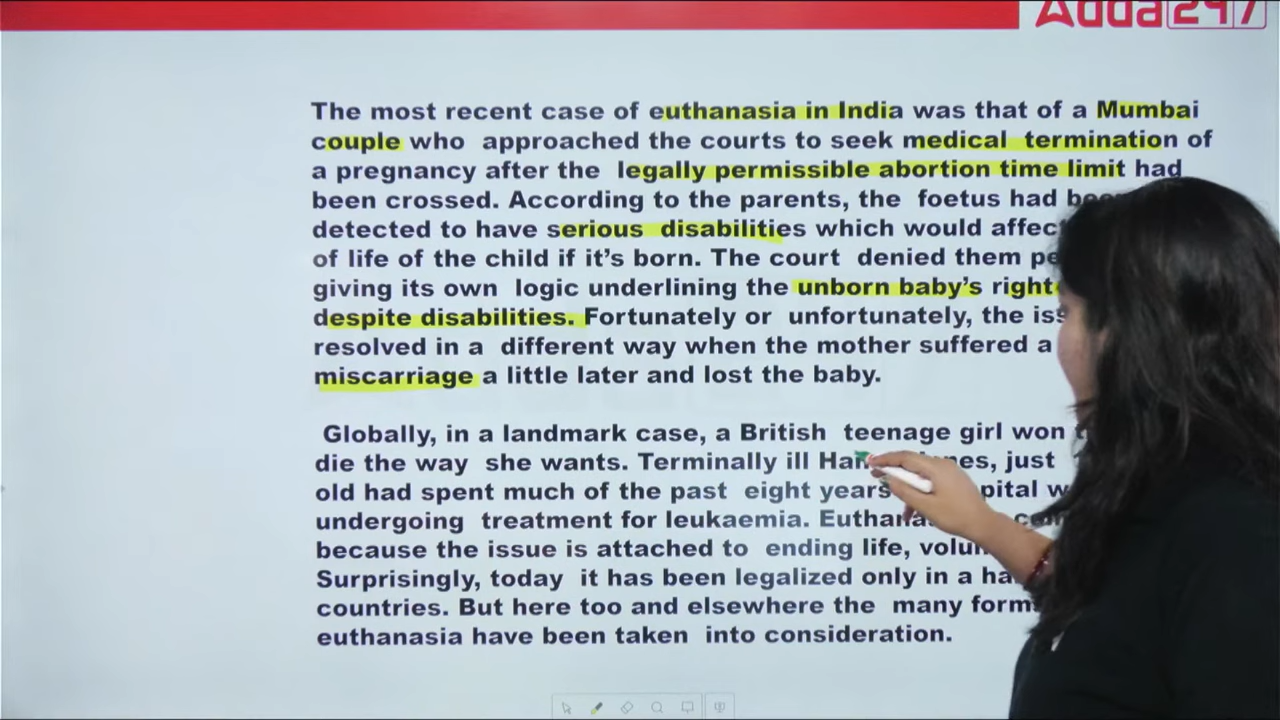 Adda247
The most recent case of euthanasia in India was that of a Mumbai
couple who approached the courts to seek medical termination of
a pregnancy after the legally permissible abortion time limit had
been crossed. According to the parents, the foetus had
detected to have serious disabilities which would
of life of the child if it's born. The court denied them
giving its own logic underlining the unborn baby's
despite disabilities. Fortunately or unfortunately, the
resolved in a different way when the mother suffered a
miscarriage a little later and lost the baby.
Globally, in a landmark case, a British teenage girl won
die the way she wants. Terminally ill just
old had spent much of the past eight years
undergoing treatment for leukaemia.
because the issue is attached to ending life,
Surprisingly, today it has been legalized only in a
countries. But here too and elsewhere the many
euthanasia have been taken into consideration.